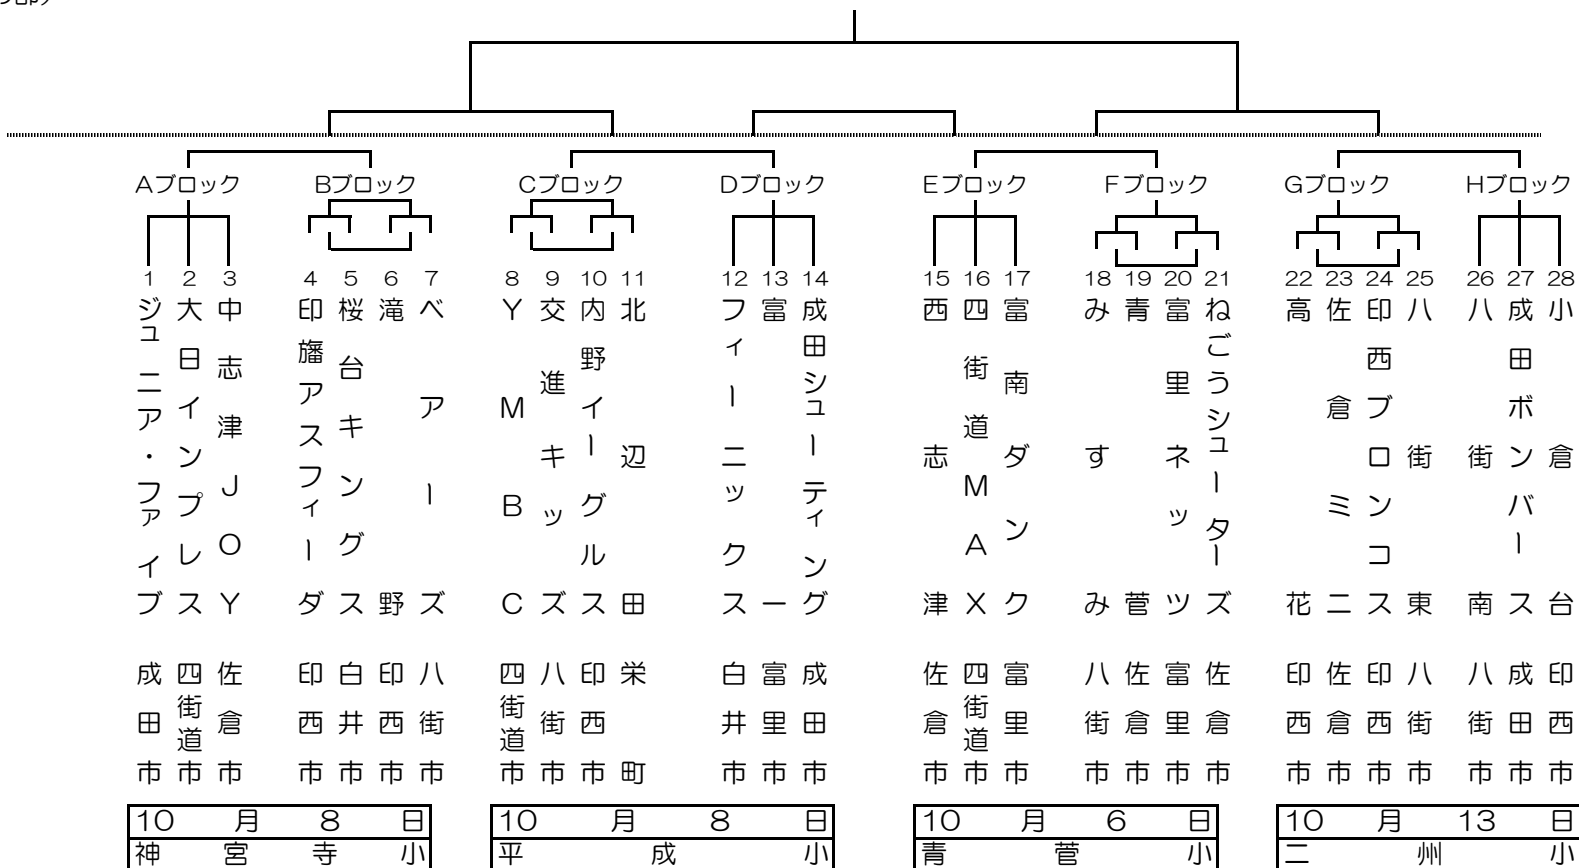 Aブロック Bブロック Cブロック Dブロック Eブロック Fブロック Gブロック Hブロック
1 2 3 4 5 6 7 8 9 10 11 12 13 14 15 16 17 18 19 20 21 22 23 24 25 26 27 28
ジュニア・ファイブ
大日インプレス
中志津JOY
印旛アスフィーダ
桜台キングス
滝野
ベアーズ
YMBC
交進キッズ
内野イーグルス
北辺田
フィーニックス
富一
成田シューティング
西志津
四街道MAX
富南ダンク
みすみ
青菅
富里ネッツ
ねごうシューターズ
高花
佐倉ミニ
印西ブロンコス
八街東
八街南
成田ボンバース
小倉台
成田市
四街道市
佐倉市
印西市
白井市
印西市
八街市
四街道市
八街市
印西市
栄町
白井市
富里市
成田市
佐倉市
四街道市
富里市
八街市
佐倉市
富里市
佐倉市
印西市
佐倉市
印西市
八街市
八街市
成田市
印西市
10月8日 10月8日 10月6日 10月13日
神宮寺小 平成小 青菅小 二州小